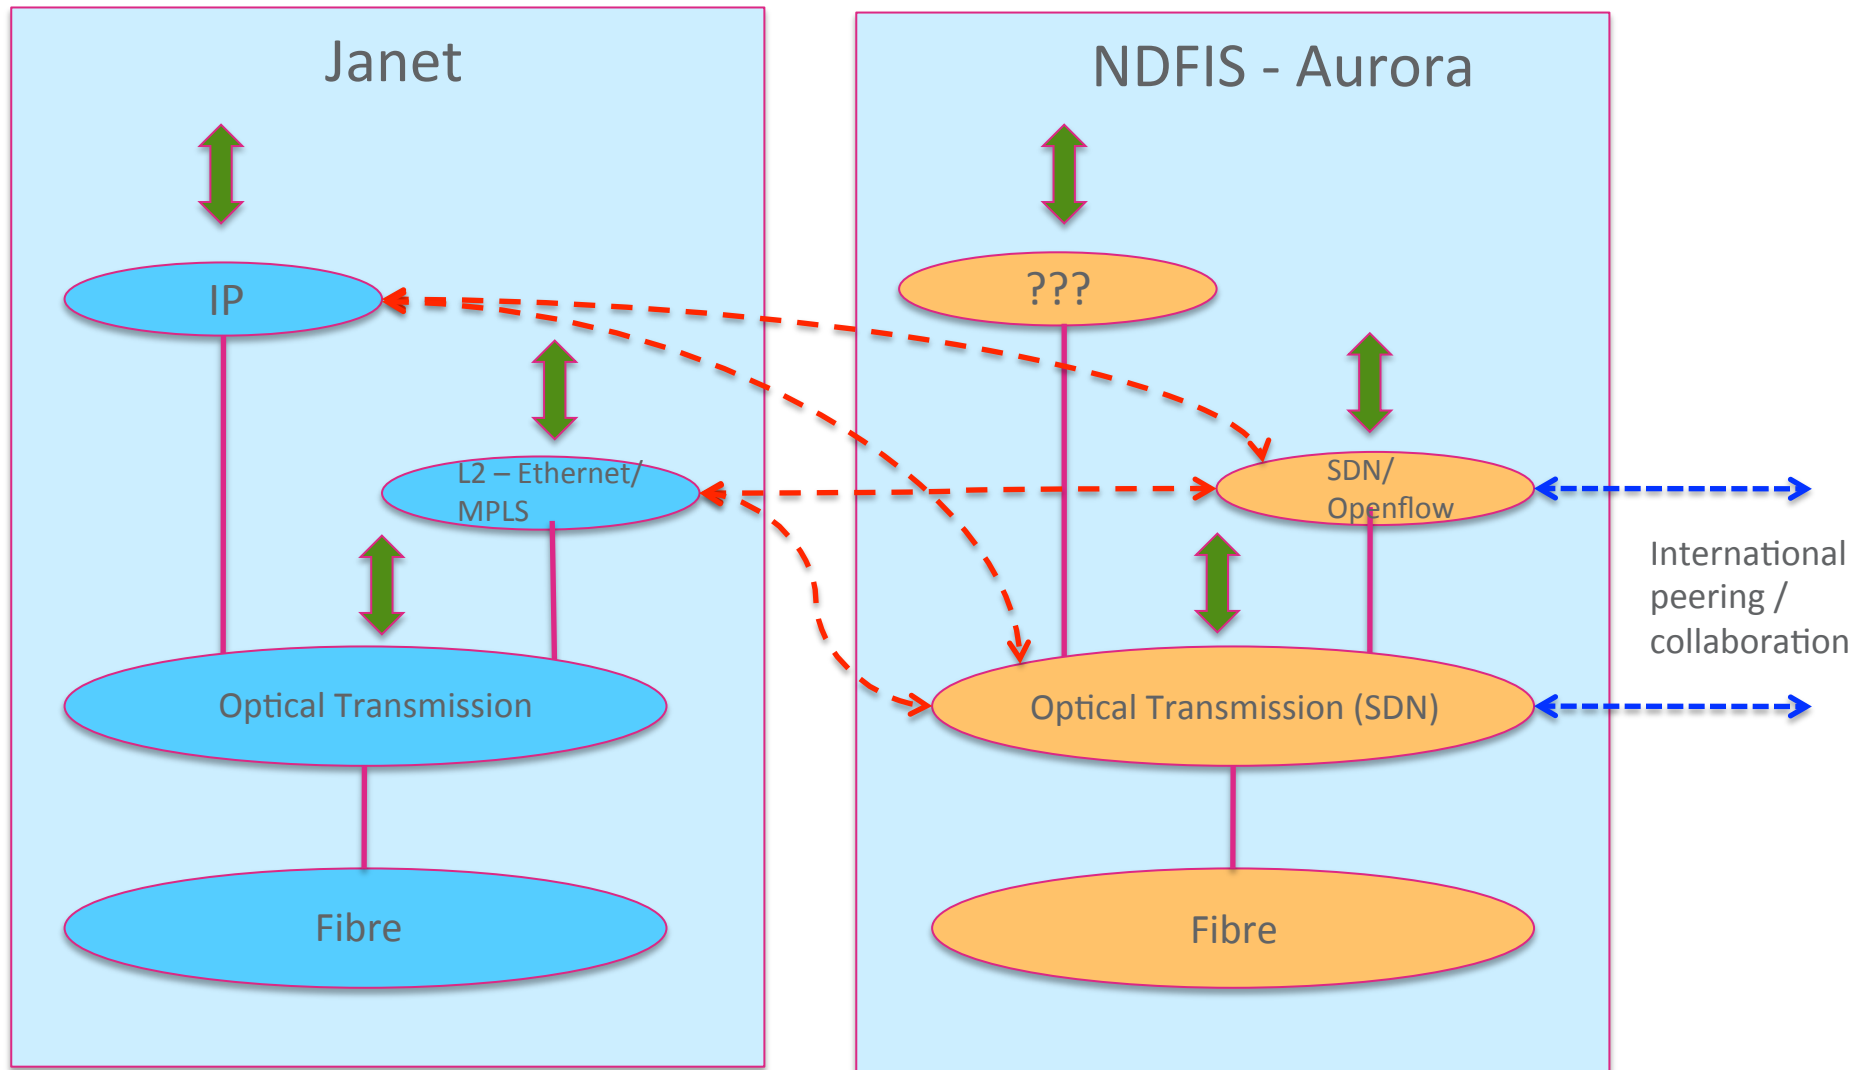 Janet
IP
L2 – Ethernet/
MPLS
Optical Transmission
Fibre
NDFIS - Aurora
???
SDN/
Openflow
Optical Transmission (SDN)
Fibre
International
peering /
collaboration